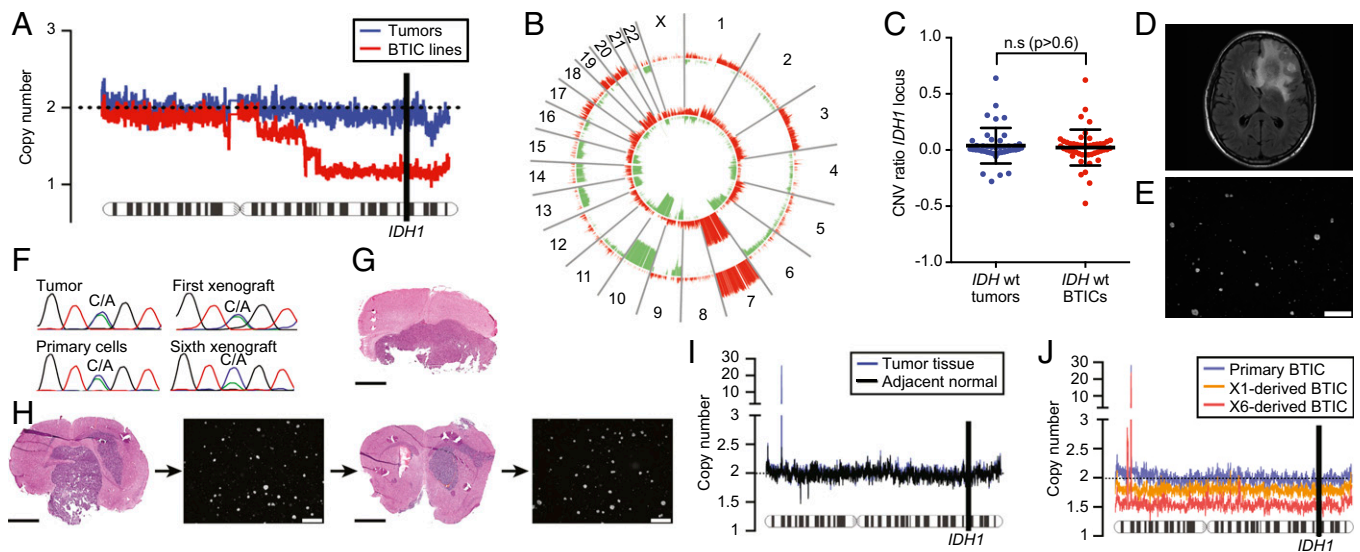 A
3
2
1
Copy number
Tumors
BTIC lines
IDH1
B
X
1
2
3
4
5
6
7
8
9
10
11
12
13
14
15
16
17
18
19
20
21
22
C
1.0
0.5
0.0
-0.5
-1.0
CNV ratio IDH1 locus
n.s (p>0.6)
IDH wt
tumors
IDH wt
BTICs
D
E
F
Tumor
C/A
First xenograft
C/A
Primary cells
C/A
Sixth xenograft
C/A
G
H
I
30
20
10
3
2.5
2
1.5
1
Copy number
Tumor tissue
Adjacent normal
IDH1
J
30
20
10
3
2.5
2
1.5
1
Copy number
Primary BTIC
X1-derived BTIC
X6-derived BTIC
IDH1